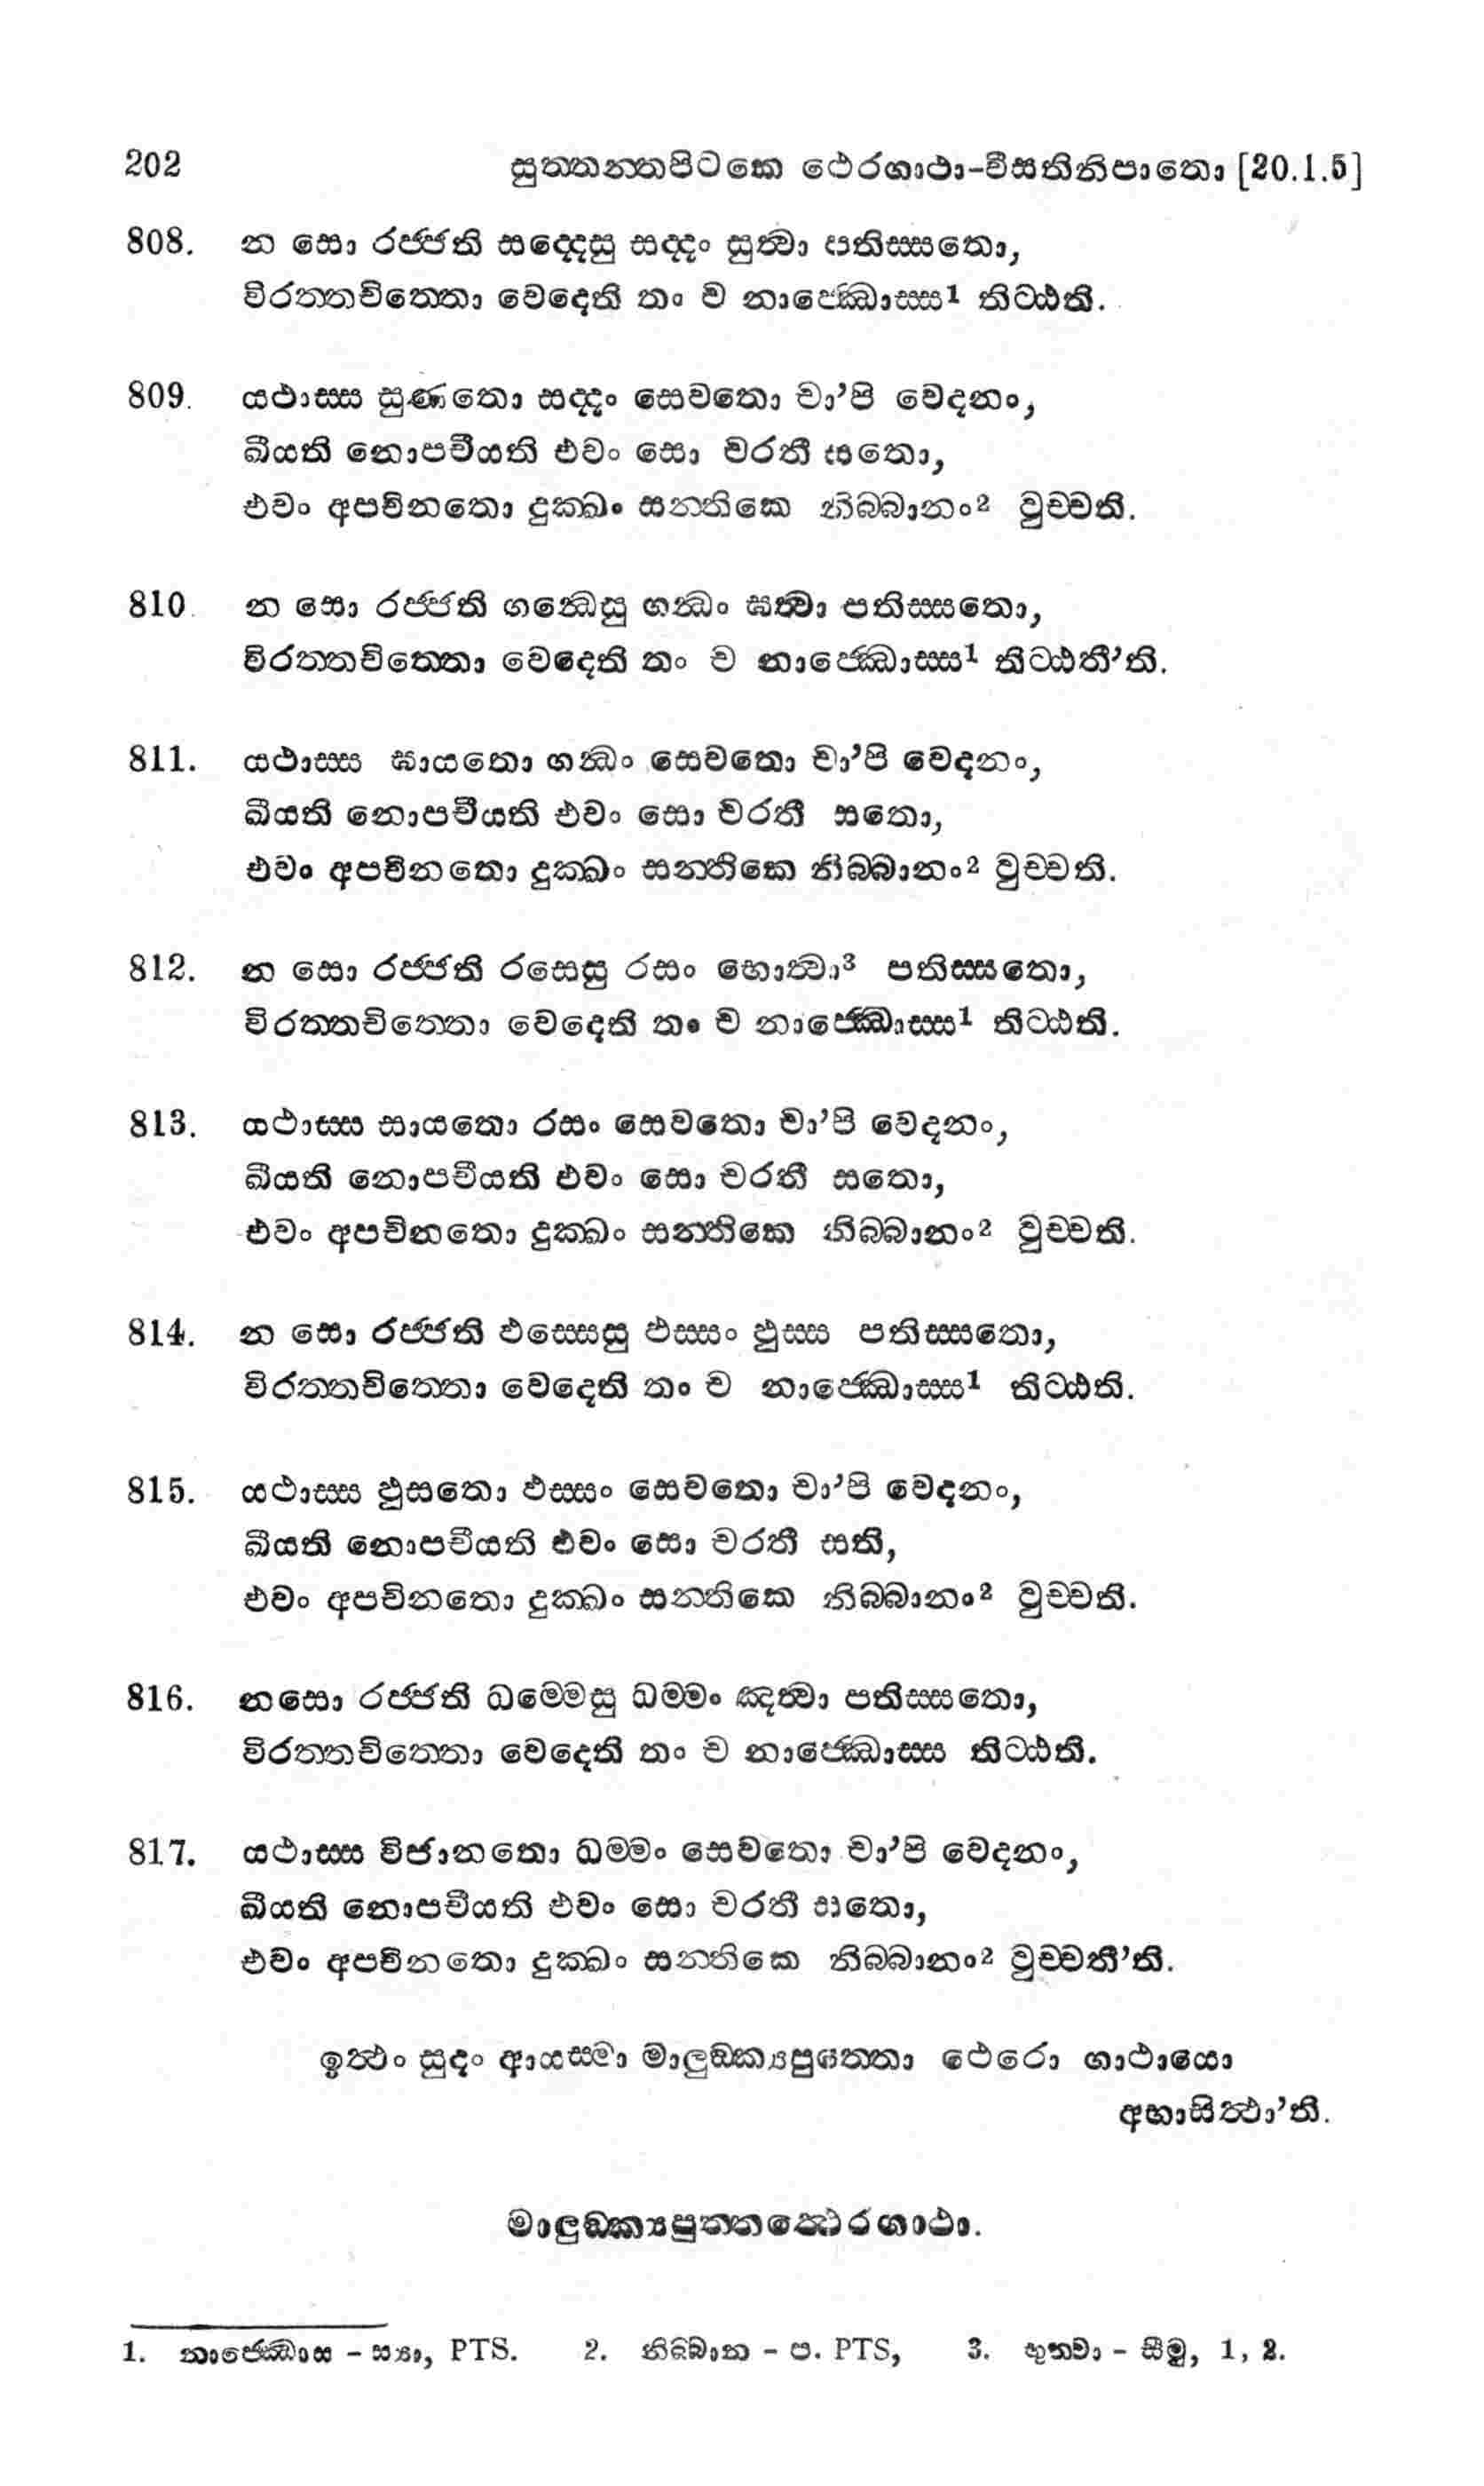 202 සුත්තන්තපිටකෙ ථෙරගාථා-වීසතිනිපාතො [20.1.5]
808. න සො රජ්ජති සද්දෙසු සද්දං සුත්වා පතිස්සතො,
විරත්තචිත්තො වෙදෙති තං ච නාජ්ඣොස්ස¹ තිට්ඨති.
809. යථාස්ස සුණතො සද්දං සෙවතො චා’පි වෙදනං,
ඛීයති නොපචීයති එවං සො චරතී සතො,
එවං අපචිනතො දුක්ඛං සන්තිකෙ නිබ්බානං² වුච්චති.
810. න සො රජ්ජති ගන්ධෙසු ගන්ධං ඝත්වා පතිස්සතො,
විරත්තචිත්තො වෙදෙති තං ච නාජ්ඣොස්ස¹ තිට්ඨතී’ති.
811. යථාස්ස ඝායතො ගන්ධං සෙවතො චා’පි වෙදනං,
ඛීයති නොපචීයති එවං සො චරතී සතො,
එවං අපචිනතො දුක්ඛං සන්තිකෙ නිබ්බානං² වුච්චති.
812. න සො රජ්ජති රසෙසු රසං භොත්වා³ පතිස්සතො,
විරත්තචිත්තො වෙදෙති තං ච නාජ්ඣොස්ස¹ තිට්ඨති.
813. යථාස්ස සායතො රසං සෙවතො චා’පි වෙදනං,
ඛීයති නොපචීයති එවං සො චරතී සතො,
එවං අපචිනතො දුක්ඛං සන්තිකෙ නිබ්බානං² වුච්චති.
814. න සො රජ්ජති ඵස්සෙසු ඵස්සං ඵුස්ස පතිස්සතො,
විරත්තචිත්තො වෙදෙති තං ච නාජ්ඣොස්ස¹ තිට්ඨති.
815. යථාස්ස ඵුසතො ඵස්සං සෙවතො චා’පි වෙදනං,
ඛීයති නොපචීයති එවං සො චරතී සති,
එවං අපචිනතො දුක්ඛං සන්තිකෙ නිබ්බානං² වුච්චති.
816. නසො රජ්ජති ධම්මෙසු ධම්මං ඤත්වා පතිස්සතො,
විරත්තචිත්තො වෙදෙති තං ච නාජ්ඣොස්ස තිට්ඨති.
817. යථාස්ස විජානතො ධම්මං සෙවතො චා’පි වෙදනං,
ඛීයති නොපචීයති එවං සො චරතී සතො,
එවං අපචිනතො දුක්ඛං සන්තිකෙ නිබ්බානං² වුච්චතී’ති.
ඉත්ථං සුදං ආයස්මා මාලුඞ්ක්‍යපුත්තො ථෙරො ගාථායො
අභාසිත්ථා’ති.
මාලුඞ්ක්‍යපුත්තත්ථෙරගාථා.
1. නාජ්ඣොස - ස්‍යා, PTS. 2. නිබ්බාන - ප. PTS, 3. භුත්වා - සීමු, 1, 2.